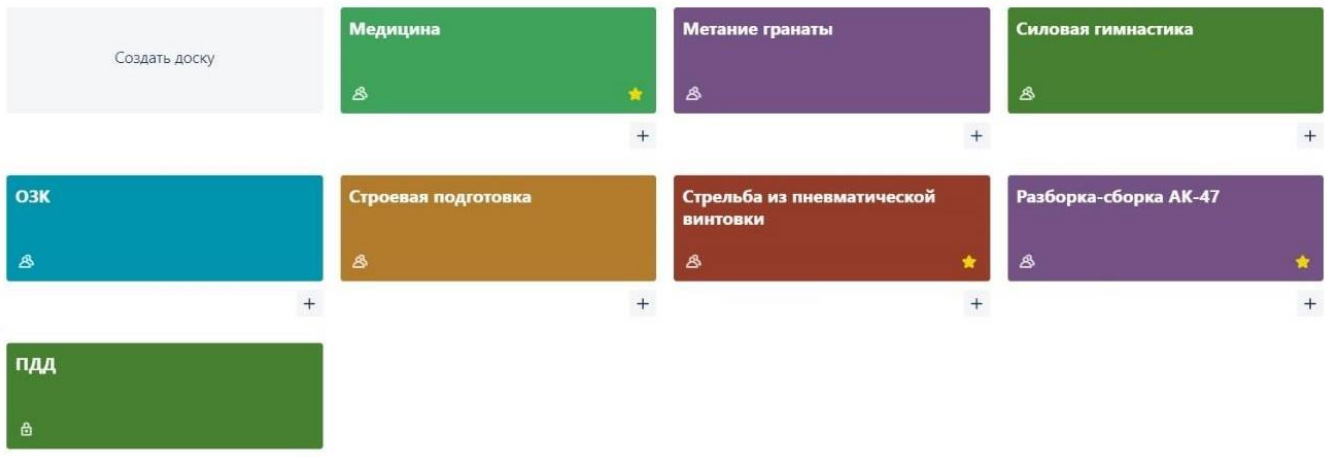 Создать доску
Медицина
Метание гранаты
Силовая гимнастика
ОЗК
Строевая подготовка
Стрельба из пневматической
винтовки
Разборка-сборка АК-47
ПДД